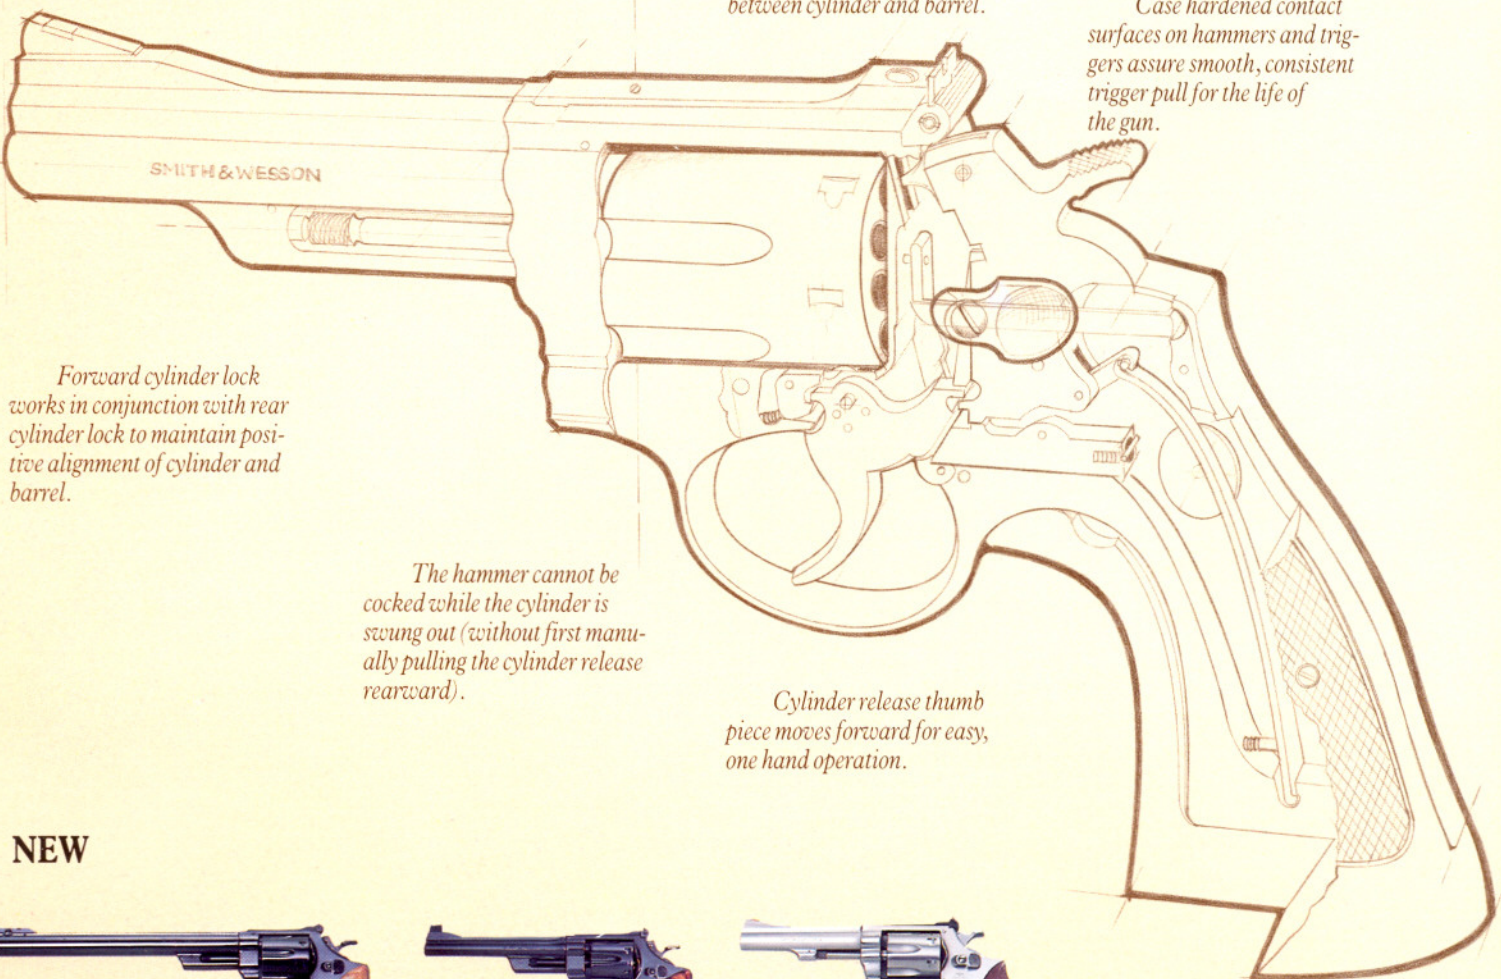 between cylinder and barrel.
Case hardened contact
surfaces on hammers and trig-
gers assure smooth, consistent
trigger pull for the life of
the gun.
SMITH & WESSON
Forward cylinder lock
works in conjunction with rear
cylinder lock to maintain posi-
tive alignment of cylinder and
barrel.
The hammer cannot be
cocked while the cylinder is
swung out (without first manu-
ally pulling the cylinder release
rearward).
Cylinder release thumb
piece moves forward for easy,
one hand operation.
NEW